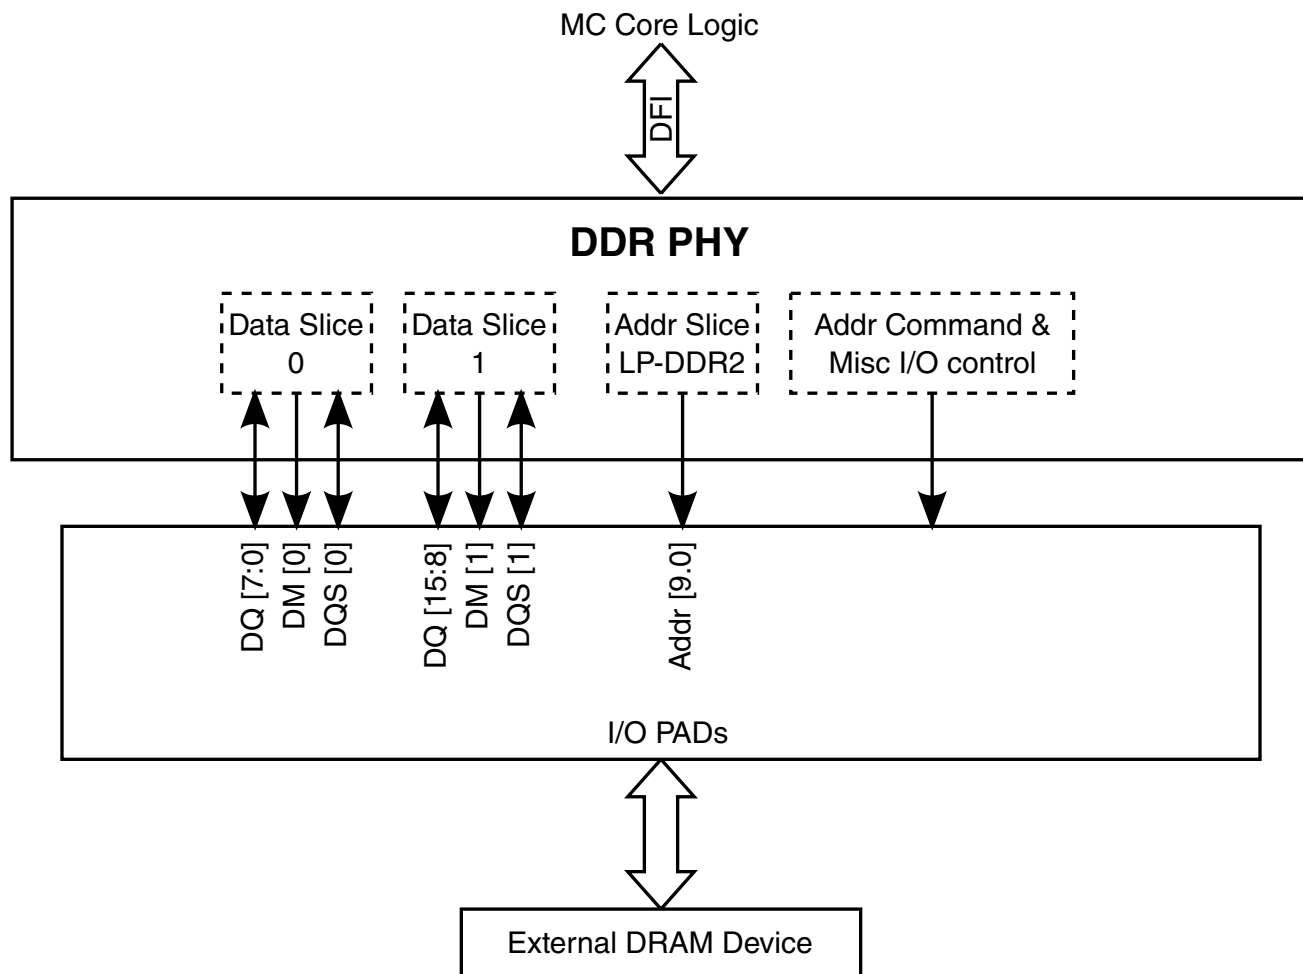 MC Core Logic
DFI
DDR PHY
Data Slice
0
Data Slice
1
Addr Slice
LP-DDR2
Addr Command &
Misc I/O control
DQ [7:0]
DM [0]
DQS [0]
DQ [15:8]
DM [1]
DQS [1]
Addr [9.0]
I/O PADs
External DRAM Device